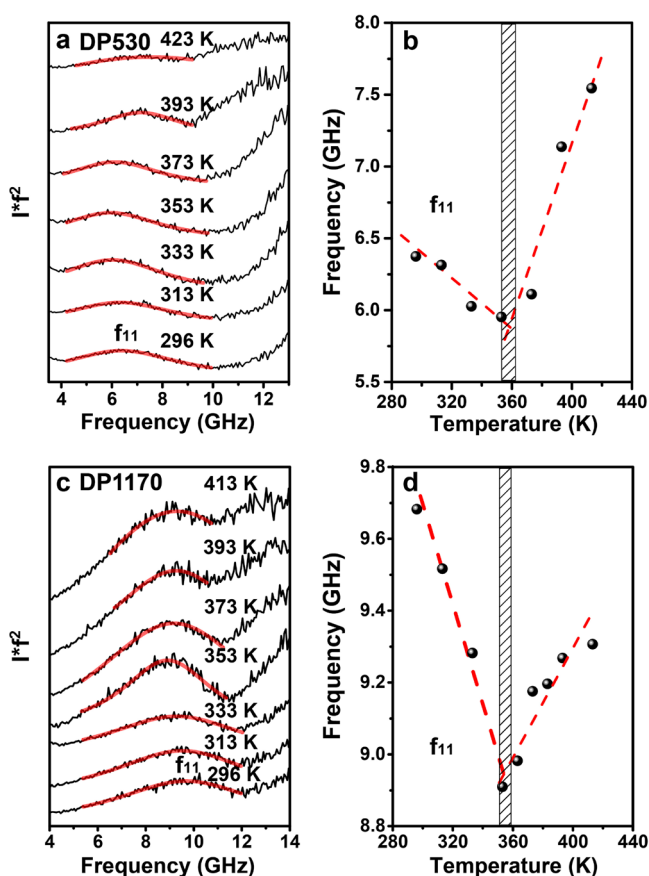 a DP530
423 K
393 K
373 K
353 K
333 K
313 K
f11 296 K
I*f²
4 6 8 10 12
Frequency (GHz)
b
8.0
7.5
7.0
6.5
6.0
5.5
Frequency (GHz)
f11
280 320 360 400 440
Temperature (K)
c DP1170
413 K
393 K
373 K
353 K
333 K
313 K
f11 296 K
I*f²
4 6 8 10 12 14
Frequency (GHz)
d
9.8
9.6
9.4
9.2
9.0
8.8
Frequency (GHz)
f11
280 320 360 400 440
Temperature (K)